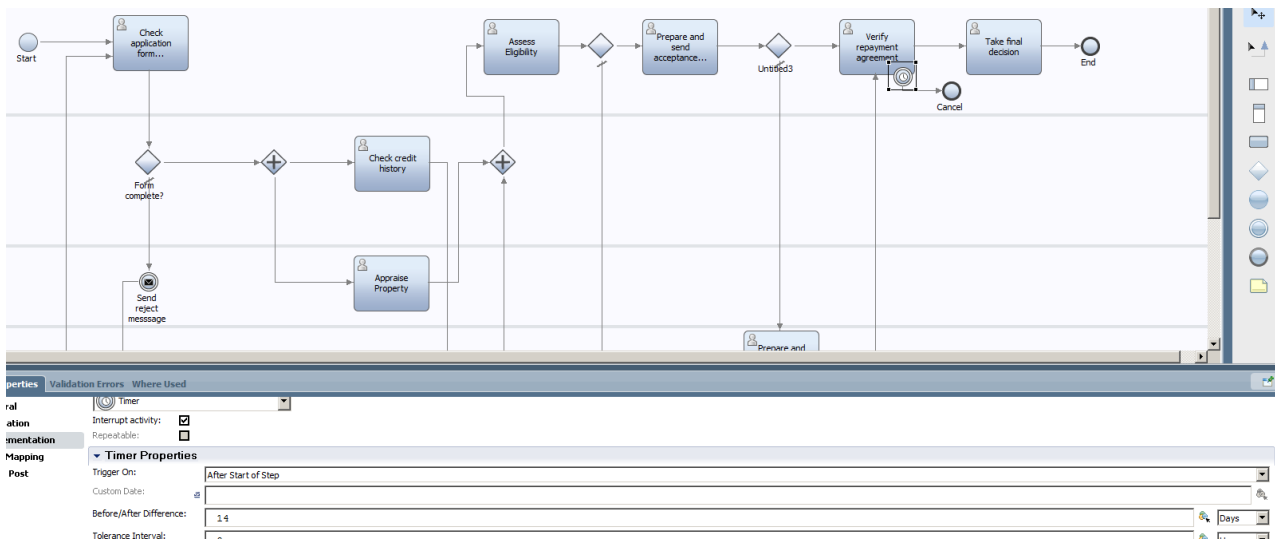 Check
application
form...
Start
Assess
Eligibility
Prepare and
send
acceptance...
Untitled3
Verify
repayment
agreement
Take final
decision
End
Cancel
Check credit
history
Form
complete?
Appraise
Property
Send
reject
messsage
Prepare and
perties Validation Errors Where Used
ral
Timer
ation
Interrupt activity:
ementation
Repeatable:
Mapping
Timer Properties
Post
Trigger On: After Start of Step
Custom Date:
Before/After Difference: 14 Days
Tolerance Interval: